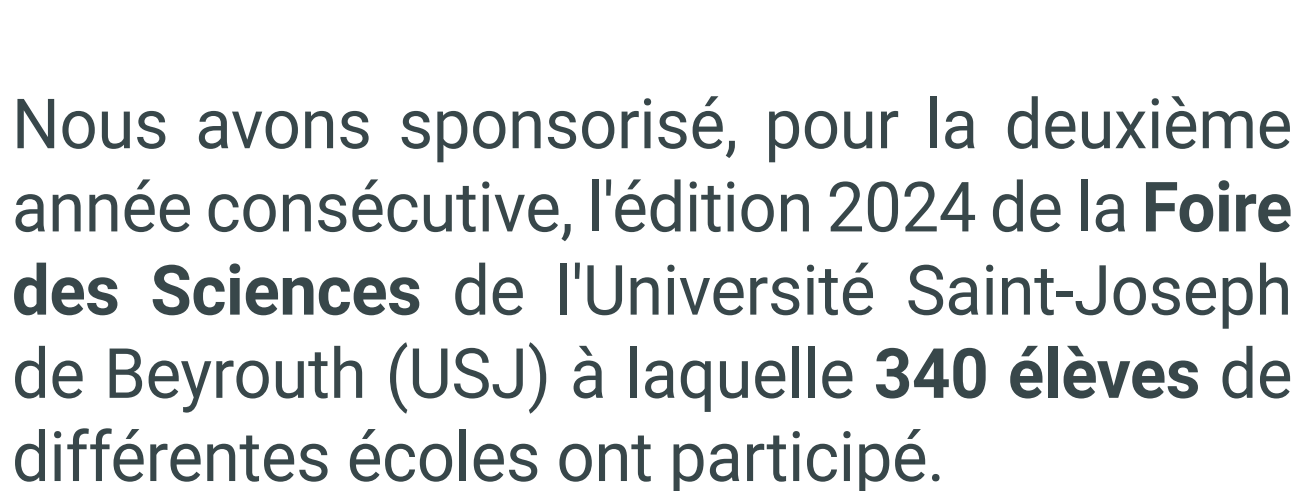 Nous avons sponsorisé, pour la deuxième
année consécutive, l'édition 2024 de la Foire
des Sciences de l'Université Saint-Joseph
de Beyrouth (USJ) à laquelle 340 élèves de
différentes écoles ont participé.